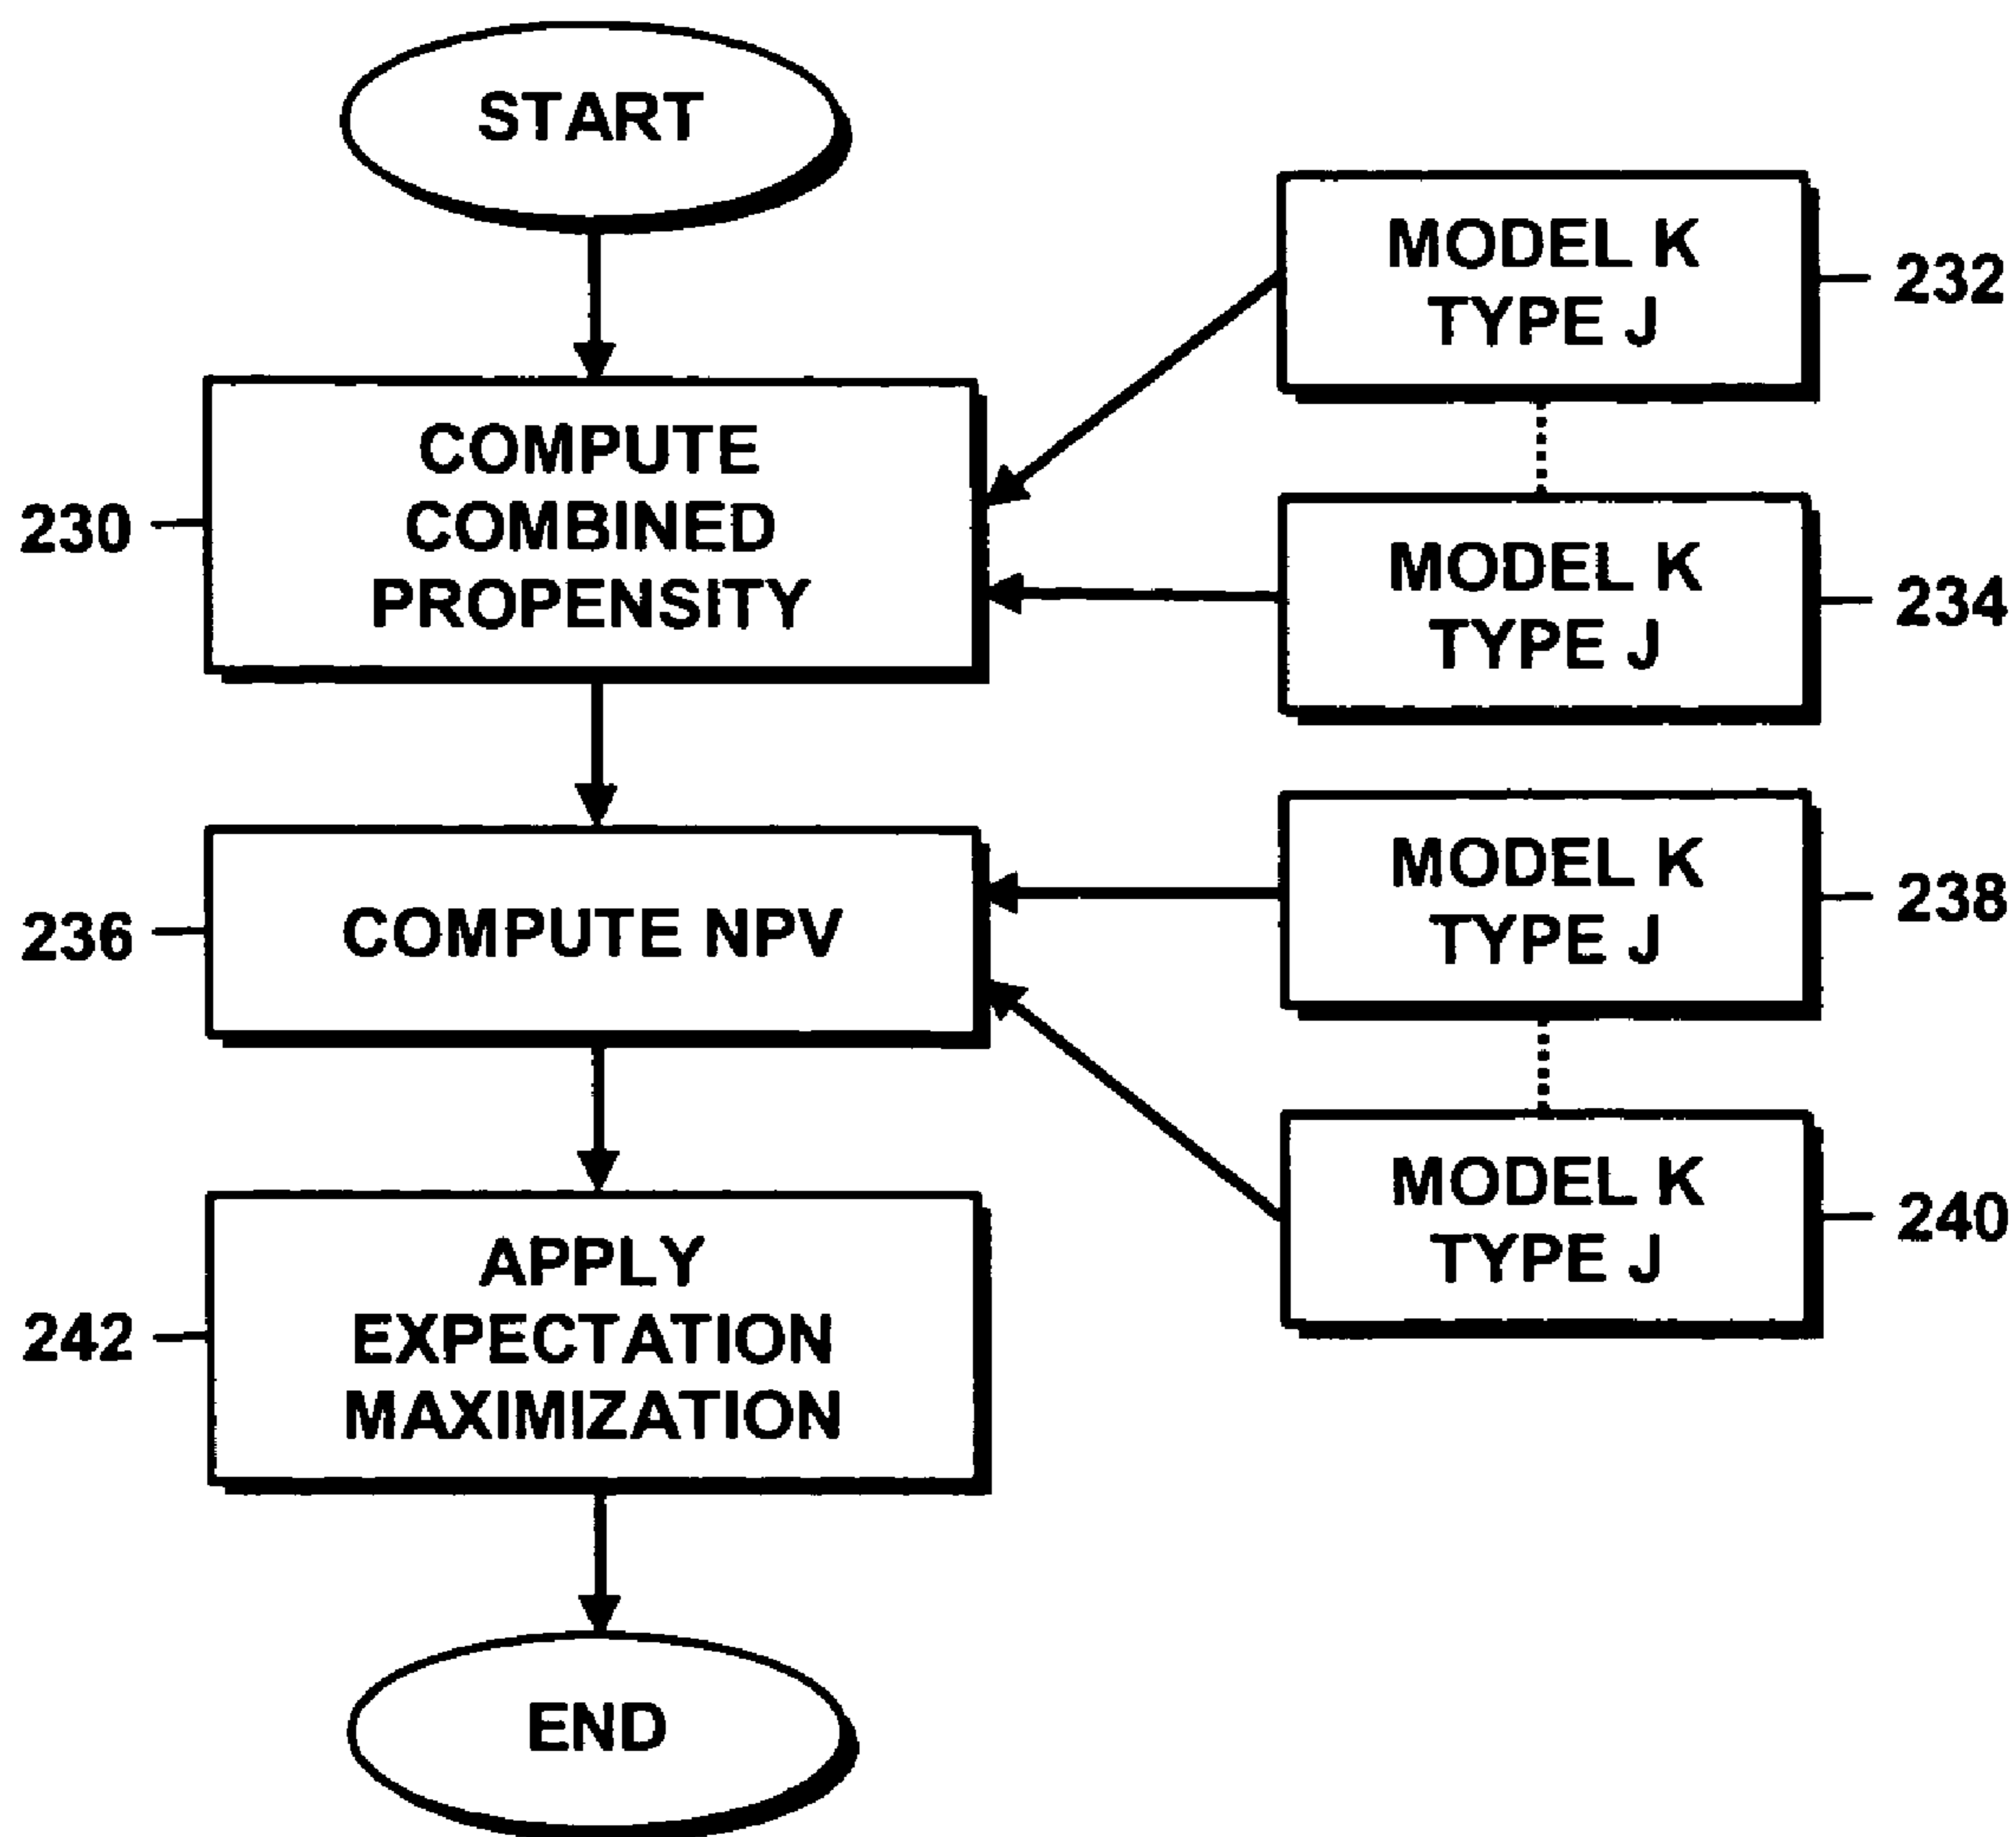 START
MODEL K
TYPE J
232
COMPUTE
COMBINED
PROPENSITY
230
MODEL K
TYPE J
234
COMPUTE NPV
236
MODEL K
TYPE J
238
MODEL K
TYPE J
240
APPLY
EXPECTATION
MAXIMIZATION
242
END